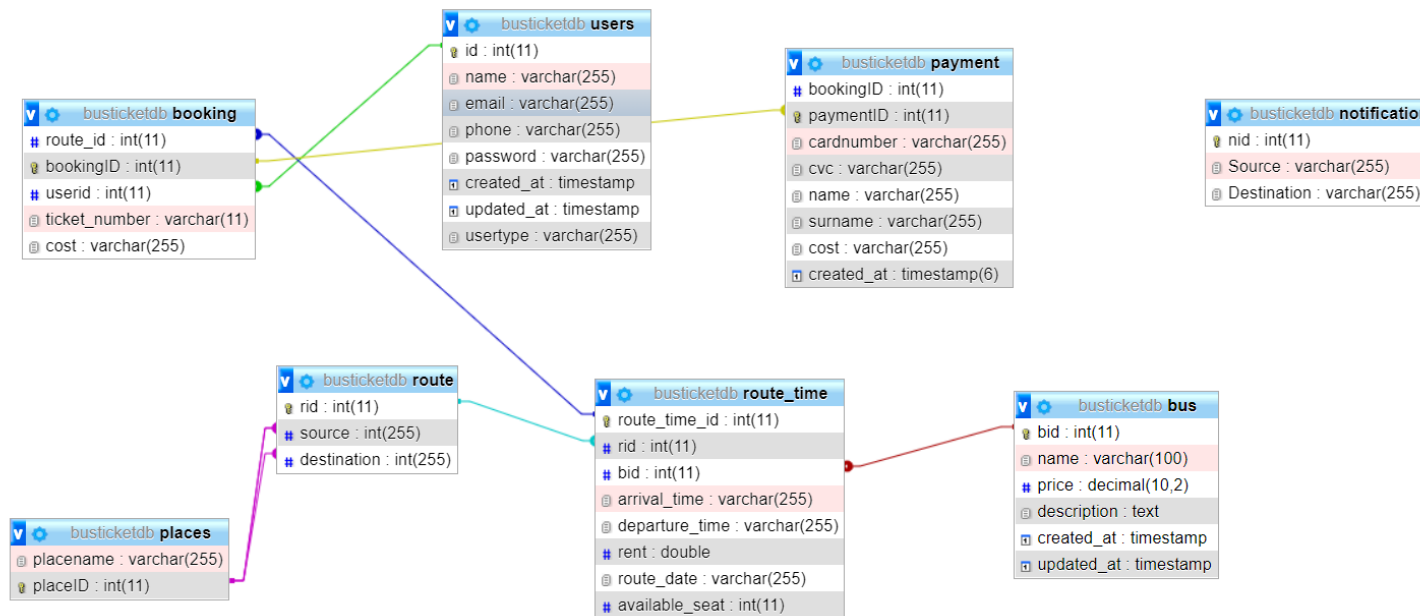 busticketdb users
id : int(11)
name : varchar(255)
email : varchar(255)
phone : varchar(255)
password : varchar(255)
created_at : timestamp
updated_at : timestamp
usertype : varchar(255)
busticketdb payment
bookingID : int(11)
paymentID : int(11)
cardnumber : varchar(255)
cvc : varchar(255)
name : varchar(255)
surname : varchar(255)
cost : varchar(255)
created_at : timestamp(6)
busticketdb booking
route_id : int(11)
bookingID : int(11)
userid : int(11)
ticket_number : varchar(11)
cost : varchar(255)
busticketdb notification
nid : int(11)
Source : varchar(255)
Destination : varchar(255)
busticketdb route
rid : int(11)
source : int(255)
destination : int(255)
busticketdb route_time
route_time_id : int(11)
rid : int(11)
bid : int(11)
arrival_time : varchar(255)
departure_time : varchar(255)
rent : double
route_date : varchar(255)
available_seat : int(11)
busticketdb bus
bid : int(11)
name : varchar(100)
price : decimal(10,2)
description : text
created_at : timestamp
updated_at : timestamp
busticketdb places
placename : varchar(255)
placeID : int(11)